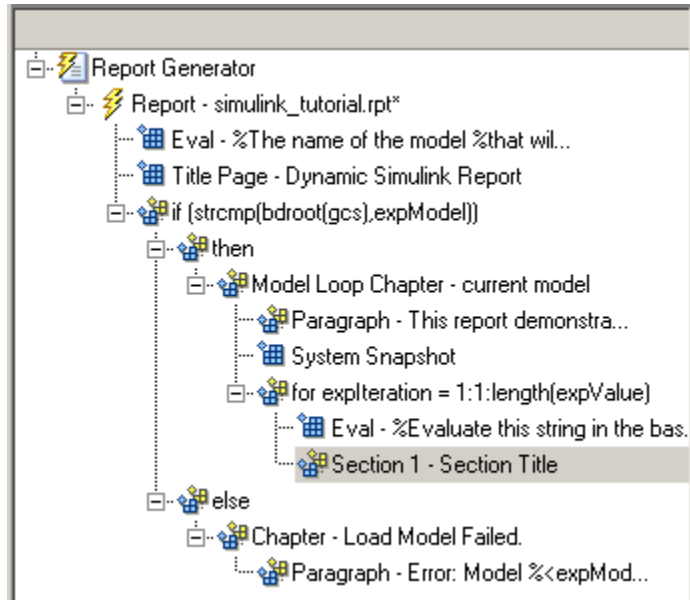 Report Generator
Report - simulink_tutorial.rpt*
Eval - %The name of the model %that wil...
Title Page - Dynamic Simulink Report
if (strcmp(bdroot(gcs),expModel))
then
Model Loop Chapter - current model
Paragraph - This report demonstra...
System Snapshot
for expIteration = 1:1:length(expValue)
Eval - %Evaluate this string in the bas.
Section 1 - Section Title
else
Chapter - Load Model Failed.
Paragraph - Error: Model %<expMod...